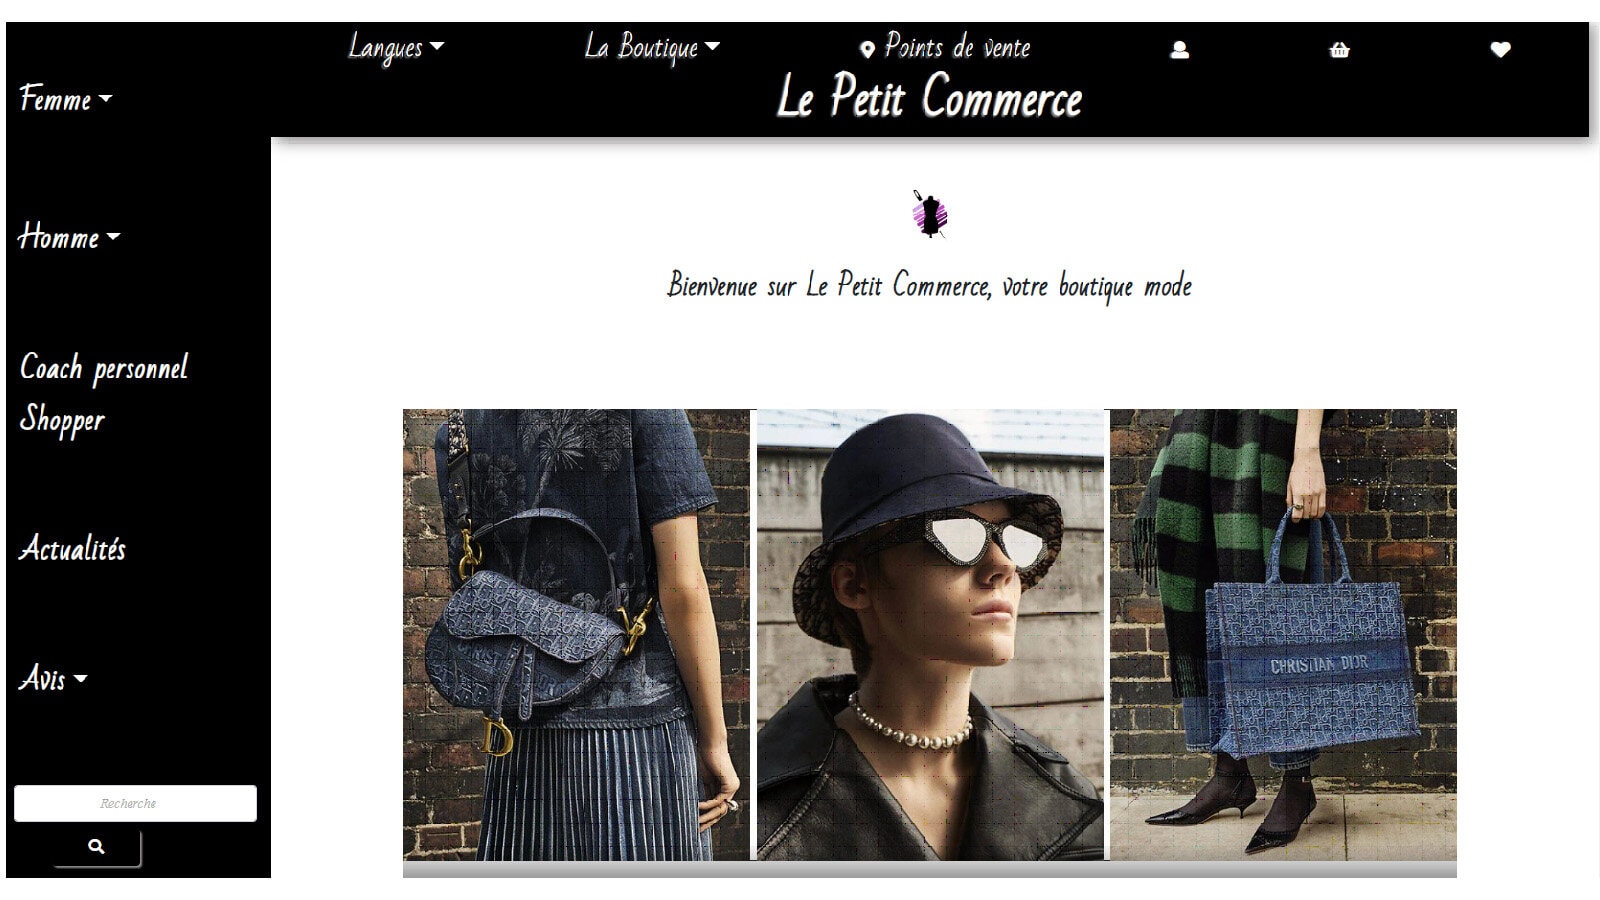 Langues
La Boutique
Points de vente
Le Petit Commerce
Femme
Homme
Coach personnel
Shopper
Actualités
Avis
Recherche
Bienvenue sur Le Petit Commerce, votre boutique mode
D
CHRISTIAN DIOR